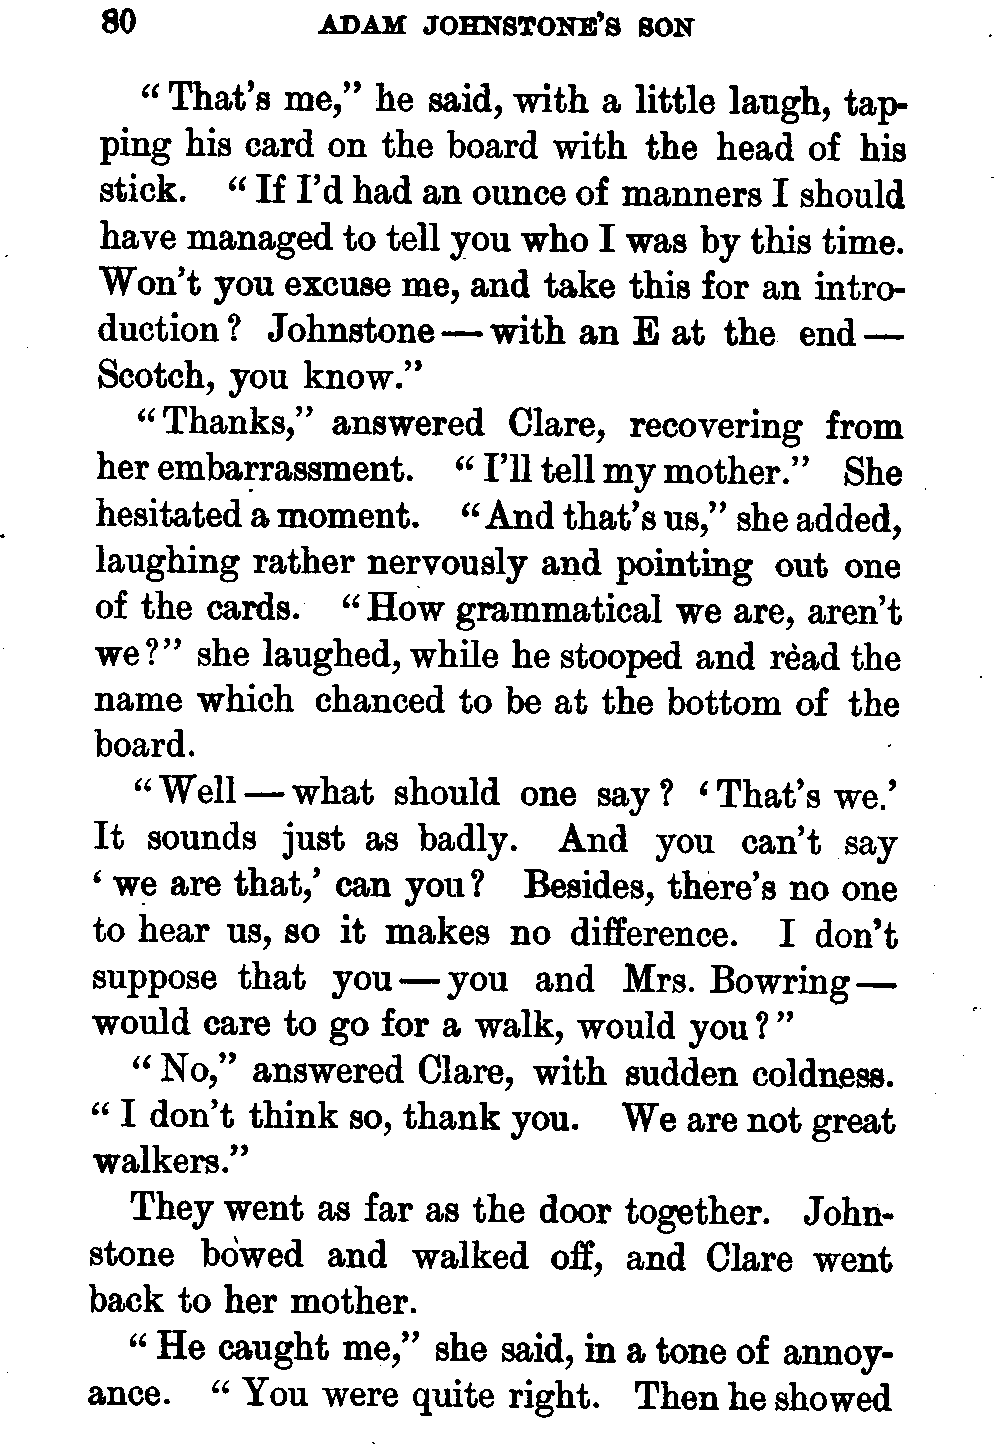 80 ADAM JOHNSTONE'S SON
"That's me," he said, with a little laugh, tap-
ping his card on the board with the head of his
stick. "If I'd had an ounce of manners I should
have managed to tell you who I was by this time.
Won't you excuse me, and take this for an intro-
duction? Johnstone—with an E at the end—
Scotch, you know."
"Thanks," answered Clare, recovering from
her embarrassment. "I'll tell my mother." She
hesitated a moment. "And that's us," she added,
laughing rather nervously and pointing out one
of the cards. "How grammatical we are, aren't
we?" she laughed, while he stooped and read the
name which chanced to be at the bottom of the
board.
"Well—what should one say? 'That's we.'
It sounds just as badly. And you can't say
'we are that,' can you? Besides, there's no one
to hear us, so it makes no difference. I don't
suppose that you—you and Mrs. Bowring—
would care to go for a walk, would you?"
"No," answered Clare, with sudden coldness.
"I don't think so, thank you. We are not great
walkers."
They went as far as the door together. John-
stone bowed and walked off, and Clare went
back to her mother.
"He caught me," she said, in a tone of annoy-
ance. "You were quite right. Then he showed